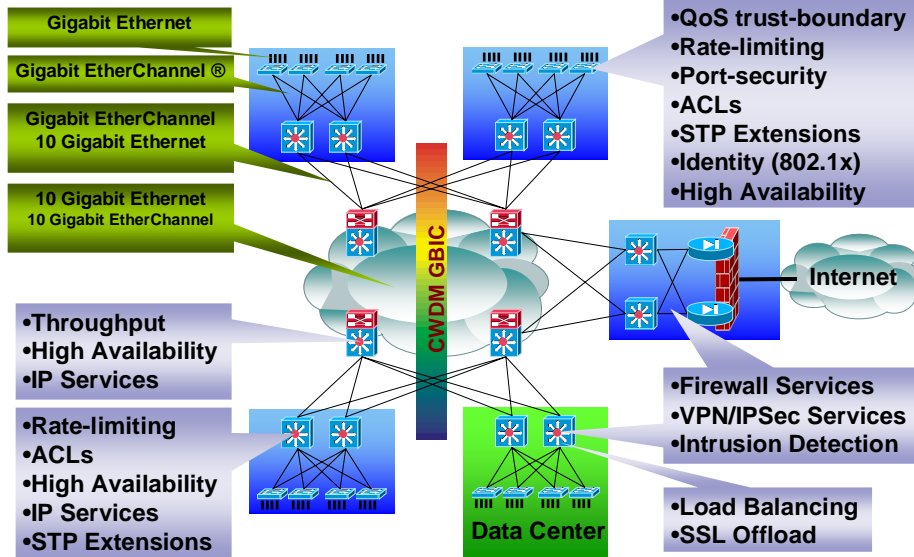 Gigabit Ethernet
Gigabit EtherChannel ®
Gigabit EtherChannel
10 Gigabit Ethernet
10 Gigabit Ethernet
10 Gigabit EtherChannel
•QoS trust-boundary
•Rate-limiting
•Port-security
•ACLs
•STP Extensions
•Identity (802.1x)
•High Availability
CWDM GBIC
Internet
•Throughput
•High Availability
•IP Services
•Firewall Services
•VPN/IPSec Services
•Intrusion Detection
•Rate-limiting
•ACLs
•High Availability
•IP Services
•STP Extensions
Data Center
•Load Balancing
•SSL Offload